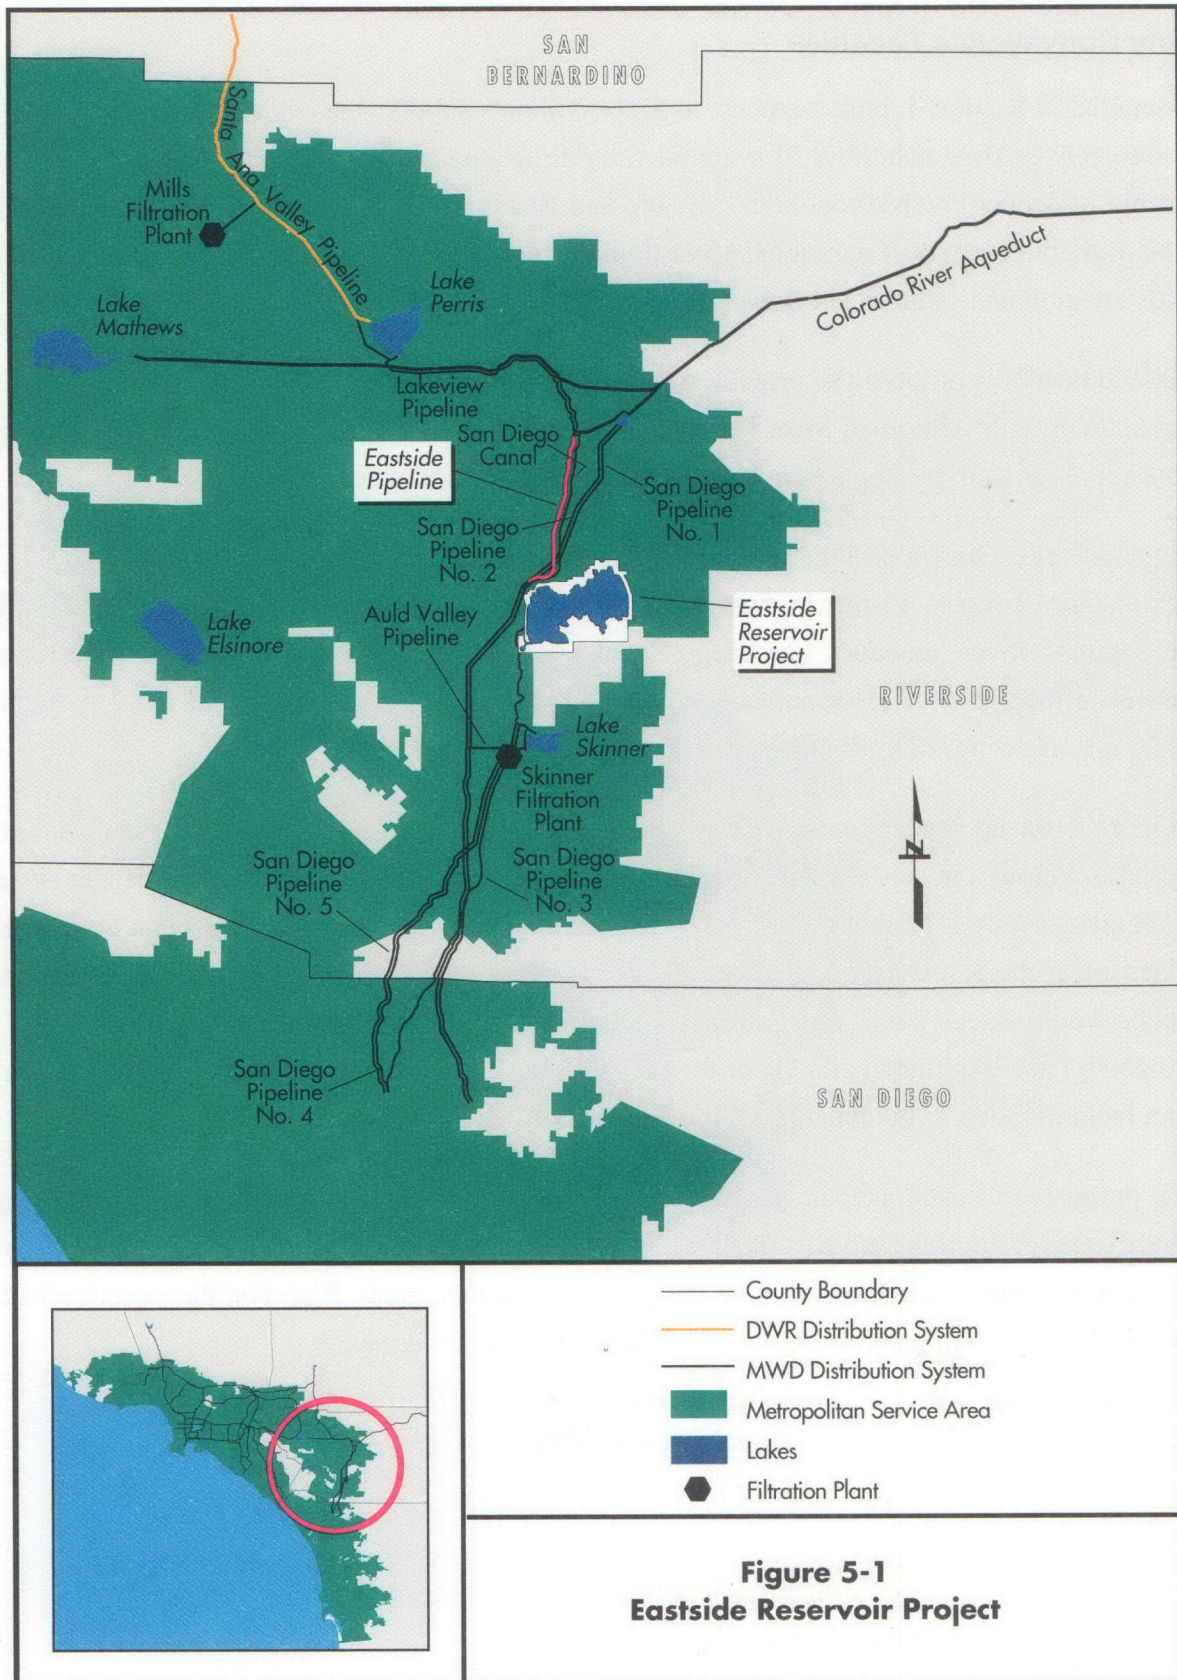 SAN
BERNARDINO
Santa Ana Valley Pipeline
Mills
Filtration
Plant
Colorado River Aqueduct
Lake
Perris
Lake
Mathews
Lakeview
Pipeline
San Diego
Canal
Eastside
Pipeline
San Diego
Pipeline
No. 1
San Diego
Pipeline
No. 2
Eastside
Reservoir
Project
Auld Valley
Pipeline
Lake
Elsinore
RIVERSIDE
Lake
Skinner
Skinner
Filtration
Plant
N
San Diego
Pipeline
No. 5
San Diego
Pipeline
No. 3
San Diego
Pipeline
No. 4
SAN DIEGO
County Boundary
DWR Distribution System
MWD Distribution System
Metropolitan Service Area
Lakes
Filtration Plant
Figure 5-1
Eastside Reservoir Project